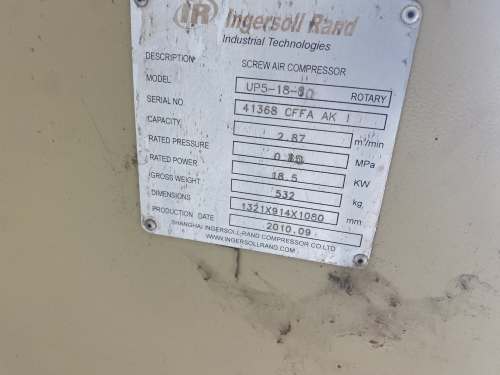 IR Ingersoll Rand
Industrial Technologies
DESCRIPTION SCREW AIR COMPRESSOR
MODEL ROTARY
SERIAL NO. 41368 CFFA AK I
CAPACITY 2.87 m³/min
RATED PRESSURE MPa
RATED POWER 18.5 KW
GROSS WEIGHT 532 kg
DIMENSIONS 1321X914X1080 mm
PRODUCTION DATE 2010.09
SHANGHAI INGERSOLL-RAND COMPRESSOR CO.LTD
WWW.INGERSOLLRAND.COM